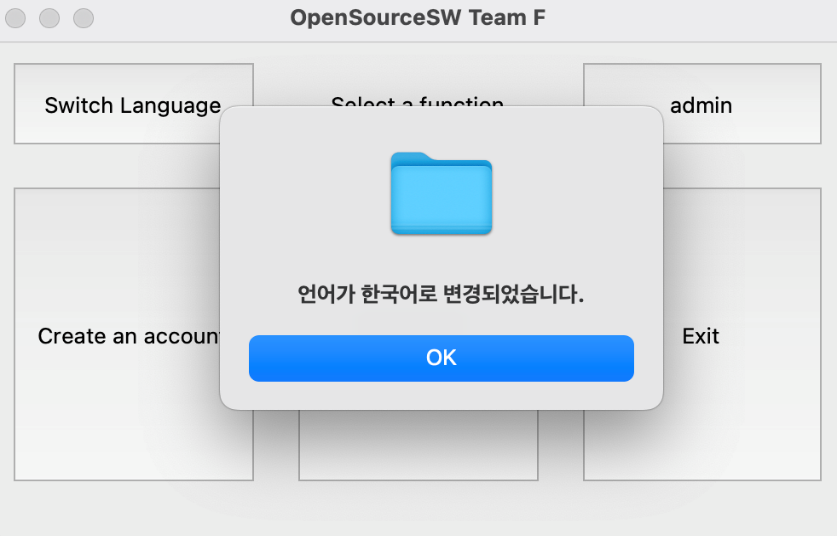 OpenSourceSW Team F
Switch Language
Select a function
admin
언어가 한국어로 변경되었습니다.
OK
Create an account
Exit